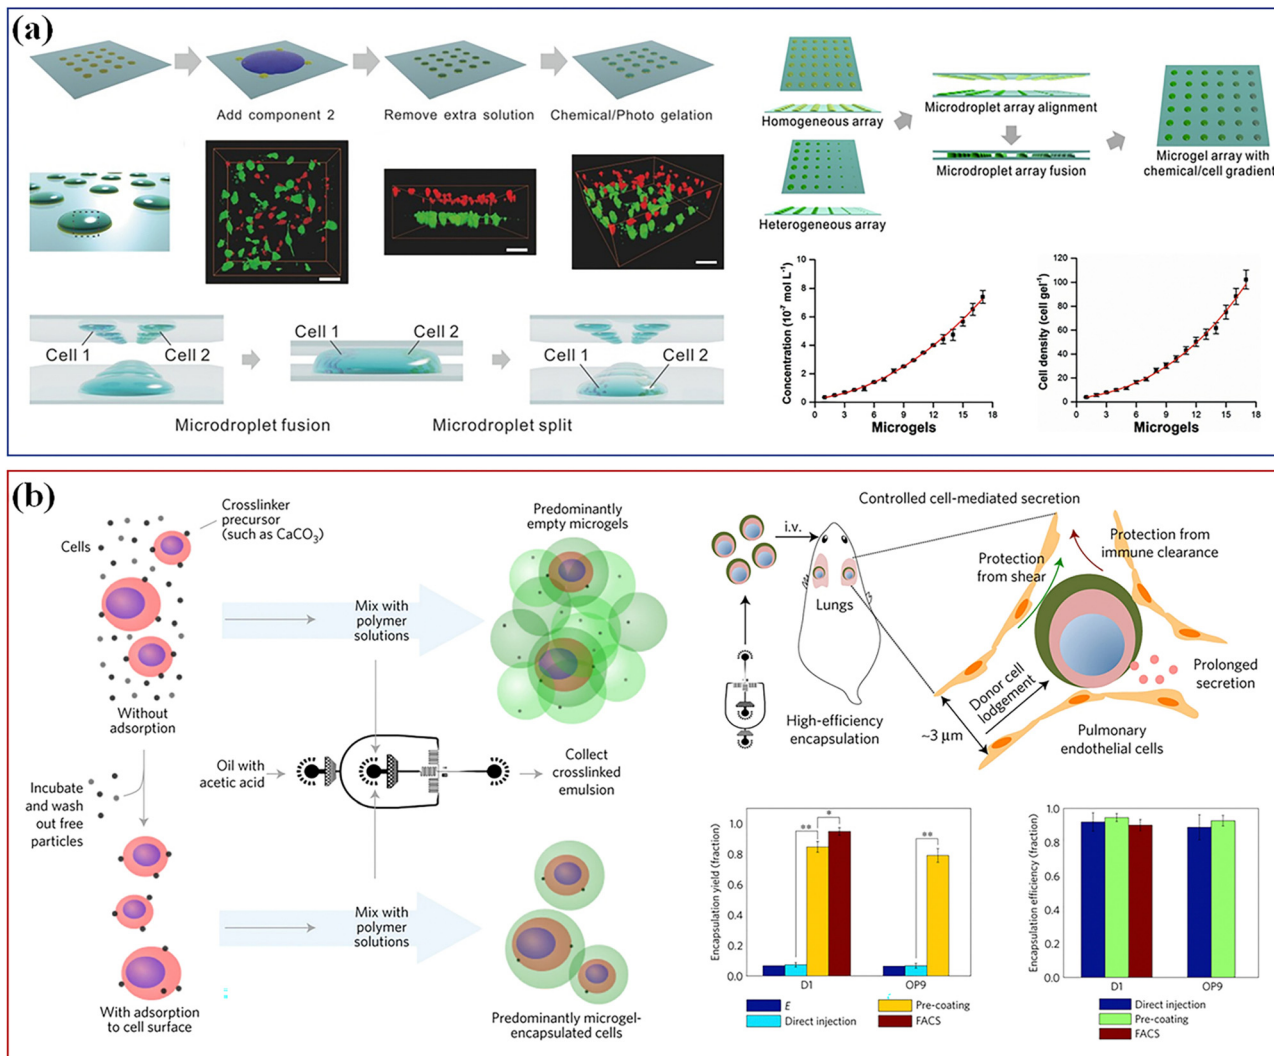 (a)
Add component 2
Remove extra solution
Chemical/Photo gelation
Cell 1
Cell 2
Cell 1
Cell 2
Cell 1
Cell 2
Microdroplet fusion
Microdroplet split
Homogeneous array
Heterogeneous array
Microdroplet array alignment
Microdroplet array fusion
Microgel array with
chemical/cell gradient
Concentration (10⁻⁷ mol L⁻¹)
10
8
6
4
2
0
0
3
6
9
12
15
18
Microgels
Cell density (cell gel⁻¹)
120
100
80
60
40
20
0
0
3
6
9
12
15
18
Microgels
(b)
Cells
Crosslinker
precursor
(such as CaCO₃)
Without
adsorption
Incubate
and wash
out free
particles
With adsorption
to cell surface
Mix with
polymer
solutions
Oil with
acetic acid
Mix with
polymer
solutions
Predominantly
empty microgels
Collect
crosslinked
emulsion
Predominantly microgel-
encapsulated cells
i.v.
Lungs
High-efficiency
encapsulation
Controlled cell-mediated secretion
Protection
from shear
Protection from
immune clearance
Donor cell
lodgement
~3 μm
Prolonged
secretion
Pulmonary
endothelial cells
Encapsulation yield (fraction)
1.0
0.8
0.6
0.4
0.2
0.0
**
*
**
D1
OP9
E
Direct injection
Pre-coating
FACS
Encapsulation efficiency (fraction)
1.0
0.8
0.6
0.4
0.2
0.0
D1
OP9
Direct injection
Pre-coating
FACS